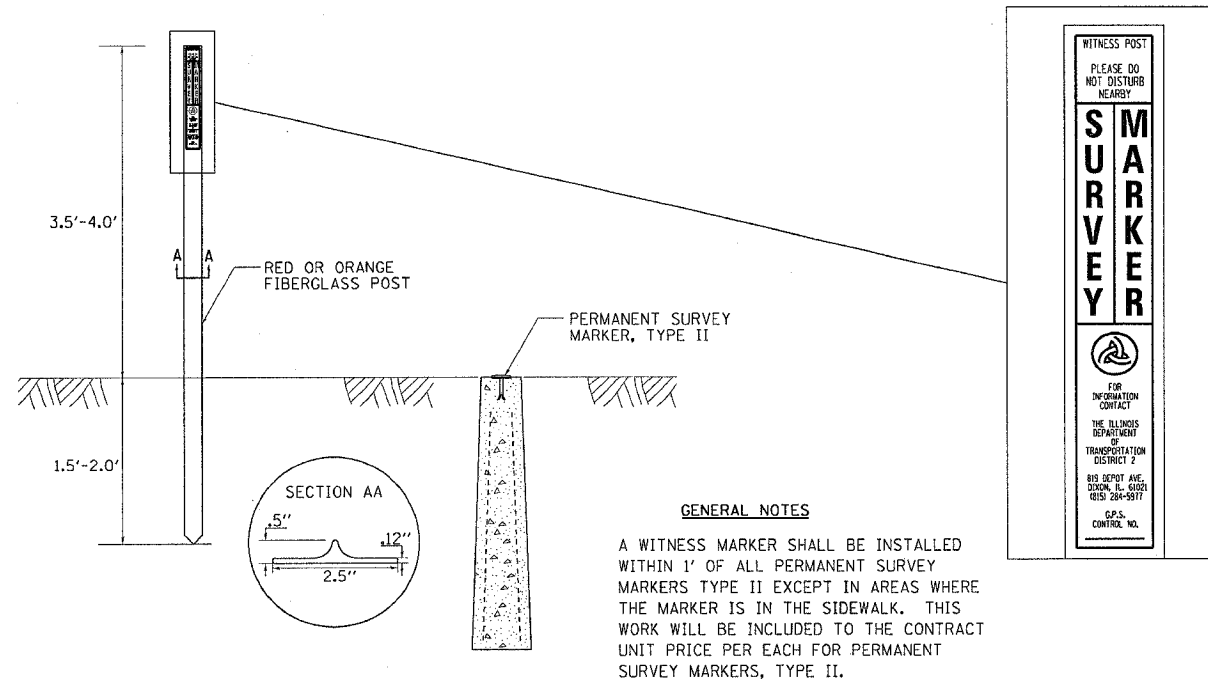 3.5'-4.0'
A A
RED OR ORANGE
FIBERGLASS POST
PERMANENT SURVEY
MARKER, TYPE II
1.5'-2.0'
SECTION AA
.5"
.12"
2.5"
GENERAL NOTES
A WITNESS MARKER SHALL BE INSTALLED
WITHIN 1' OF ALL PERMANENT SURVEY
MARKERS TYPE II EXCEPT IN AREAS WHERE
THE MARKER IS IN THE SIDEWALK. THIS
WORK WILL BE INCLUDED TO THE CONTRACT
UNIT PRICE PER EACH FOR PERMANENT
SURVEY MARKERS, TYPE II.
WITNESS POST
PLEASE DO
NOT DISTURB
NEARBY
SURVEY
MARKER
FOR
INFORMATION
CONTACT
THE ILLINOIS
DEPARTMENT
OF
TRANSPORTATION
DISTRICT 2
819 DEPOT AVE.
DIXON, IL. 61021
(815) 284-5977
G.P.S.
CONTROL NO.